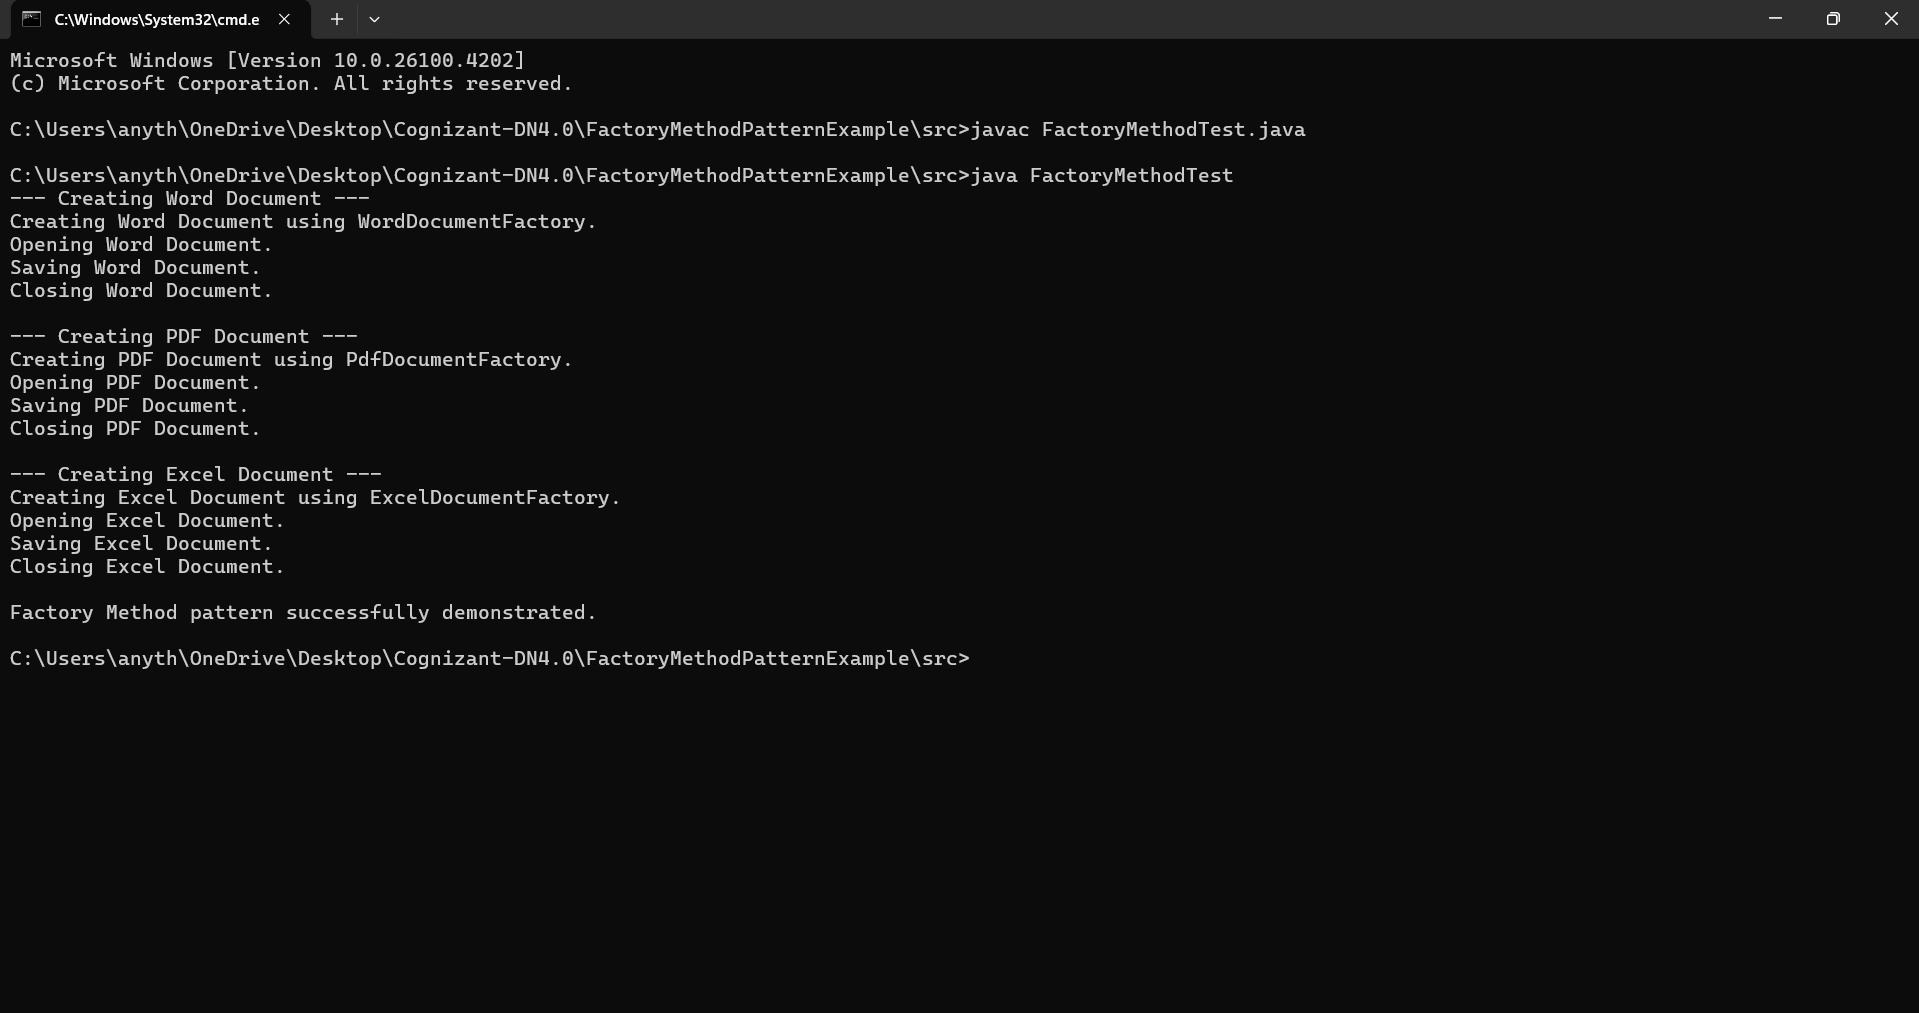 C:\Windows\System32\cmd.e
Microsoft Windows [Version 10.0.26100.4202]
(c) Microsoft Corporation. All rights reserved.
C:\Users\anyth\OneDrive\Desktop\Cognizant-DN4.0\FactoryMethodPatternExample\src>javac FactoryMethodTest.java
C:\Users\anyth\OneDrive\Desktop\Cognizant-DN4.0\FactoryMethodPatternExample\src>java FactoryMethodTest
--- Creating Word Document ---
Creating Word Document using WordDocumentFactory.
Opening Word Document.
Saving Word Document.
Closing Word Document.
--- Creating PDF Document ---
Creating PDF Document using PdfDocumentFactory.
Opening PDF Document.
Saving PDF Document.
Closing PDF Document.
--- Creating Excel Document ---
Creating Excel Document using ExcelDocumentFactory.
Opening Excel Document.
Saving Excel Document.
Closing Excel Document.
Factory Method pattern successfully demonstrated.
C:\Users\anyth\OneDrive\Desktop\Cognizant-DN4.0\FactoryMethodPatternExample\src>